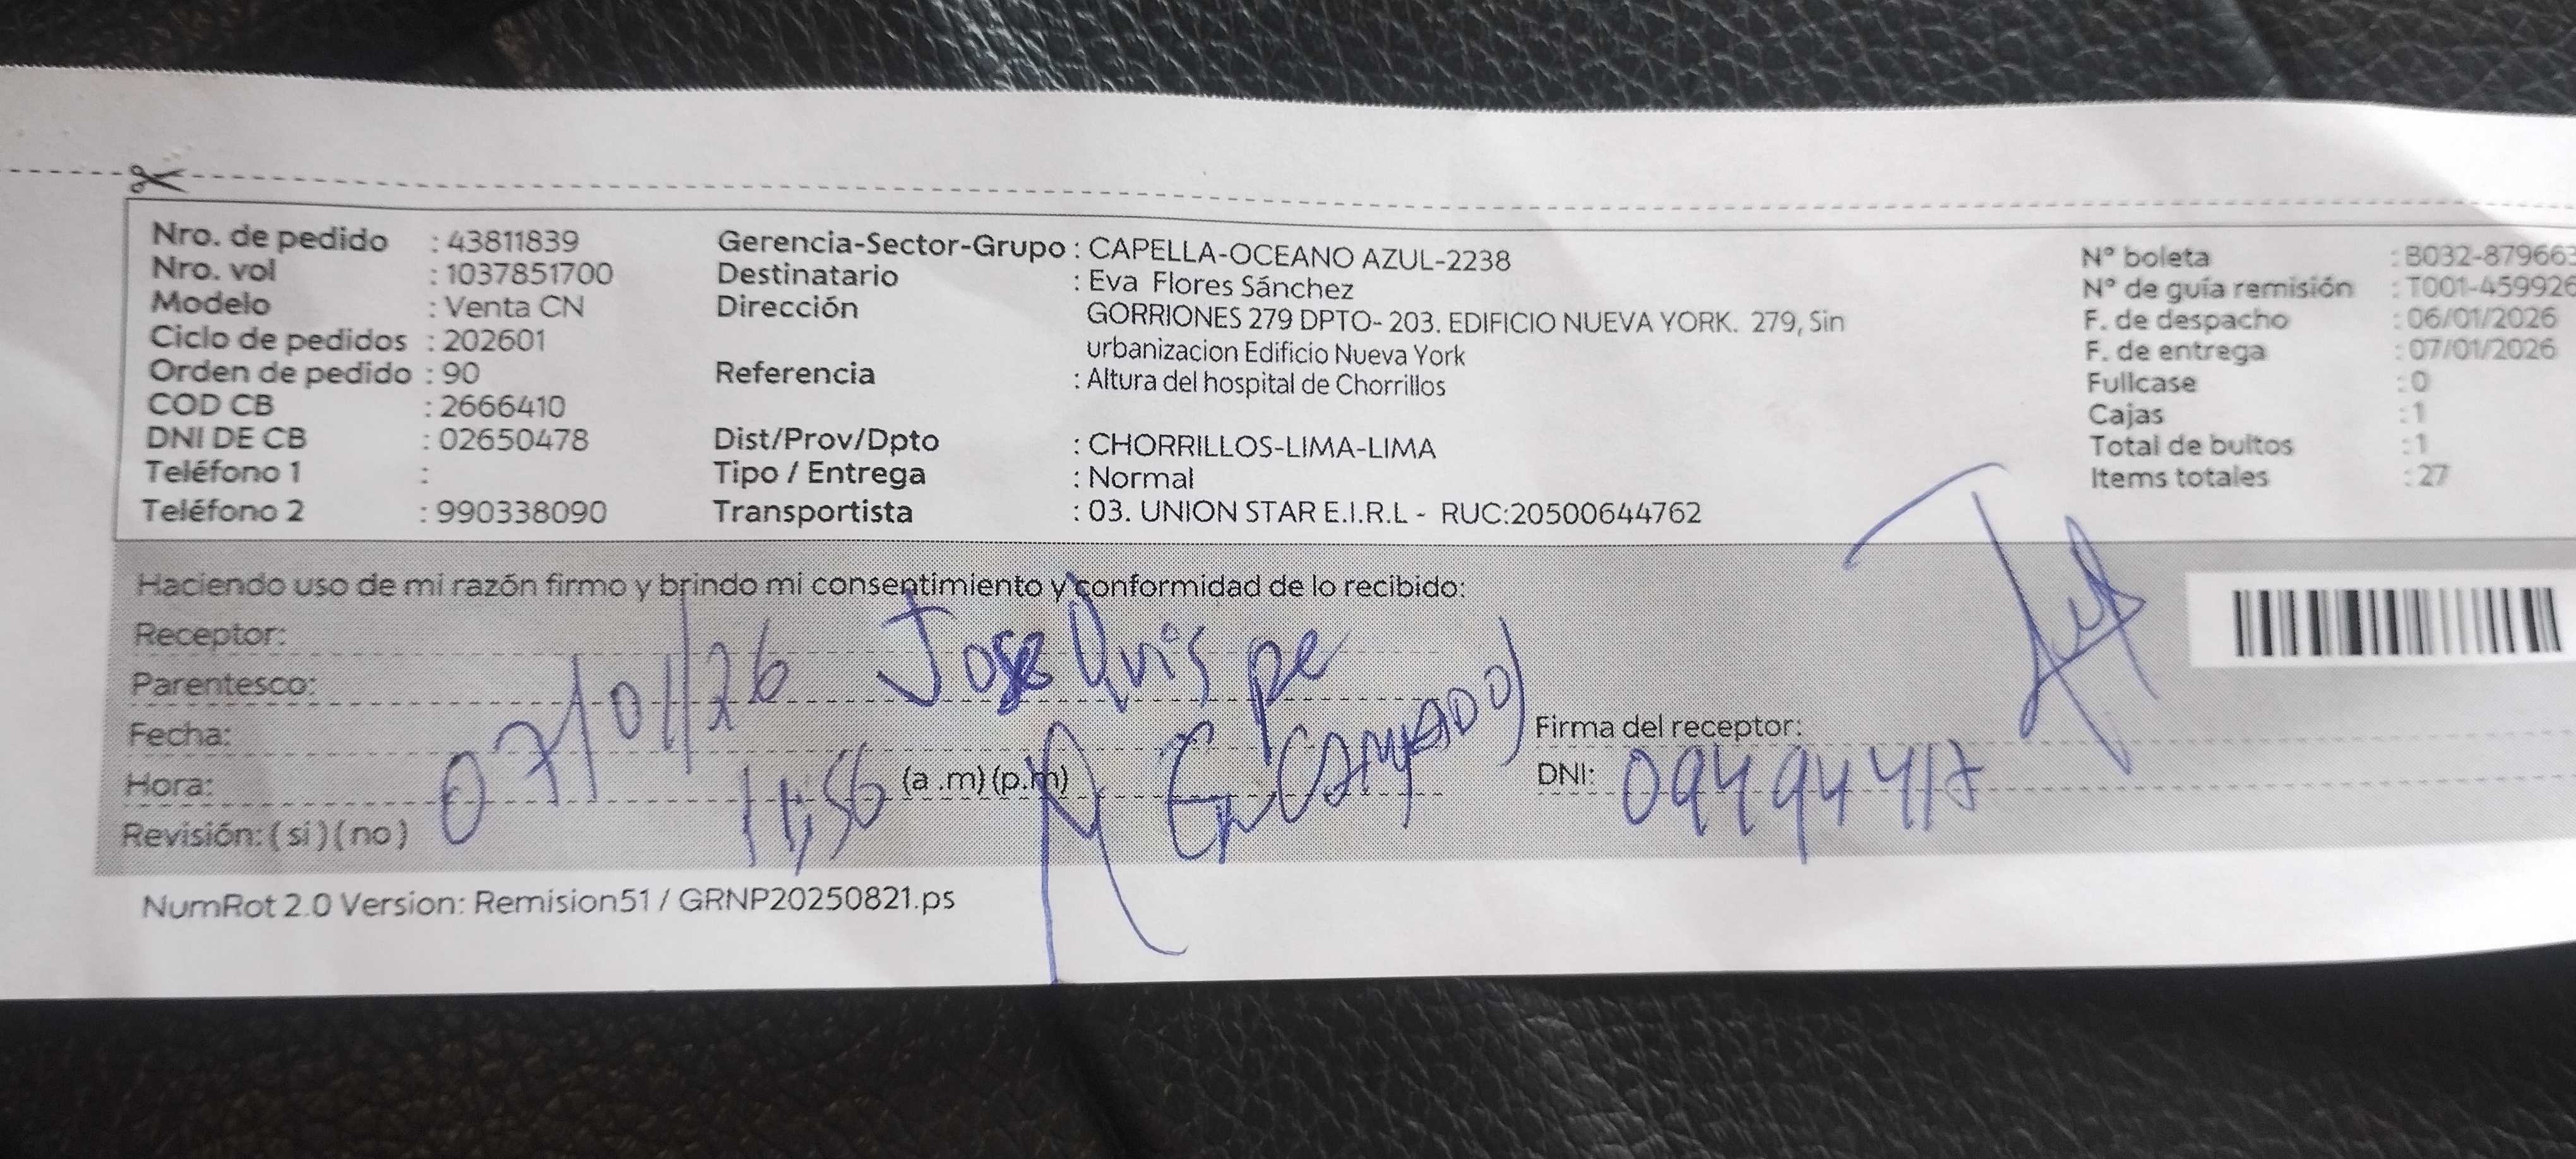 Nro. de pedido : 43811839
Nro. vol : 1037851700
Modelo : Venta CN
Ciclo de pedidos : 202601
Orden de pedido : 90
COD CB : 2666410
DNI DE CB : 02650478
Teléfono 1 :
Teléfono 2 : 990338090
Gerencia-Sector-Grupo : CAPELLA-OCEANO AZUL-2238
Destinatario : Eva Flores Sánchez
Dirección GORRIONES 279 DPTO- 203. EDIFICIO NUEVA YORK. 279, Sin
urbanizacion Edificio Nueva York
Referencia : Altura del hospital de Chorrillos
Dist/Prov/Dpto : CHORRILLOS-LIMA-LIMA
Tipo / Entrega : Normal
Transportista : 03. UNION STAR E.I.R.L - RUC:20500644762
N° boleta : B032-879663
N° de guía remisión : T001-459926
F. de despacho : 06/01/2026
F. de entrega : 07/01/2026
Fullcase : 0
Cajas : 1
Total de bultos : 1
Items totales : 27
Haciendo uso de mi razón firmo y brindo mi consentimiento y conformidad de lo recibido:
Receptor: Jose Quispe
Parentesco:
Fecha: 07/01/26
Hora: 11:56 (a .m) (p.m)
Revisión: ( si ) ( no )
Firma del receptor:
DNI: 09494417
NumRot 2.0 Version: Remision51 / GRNP20250821.ps